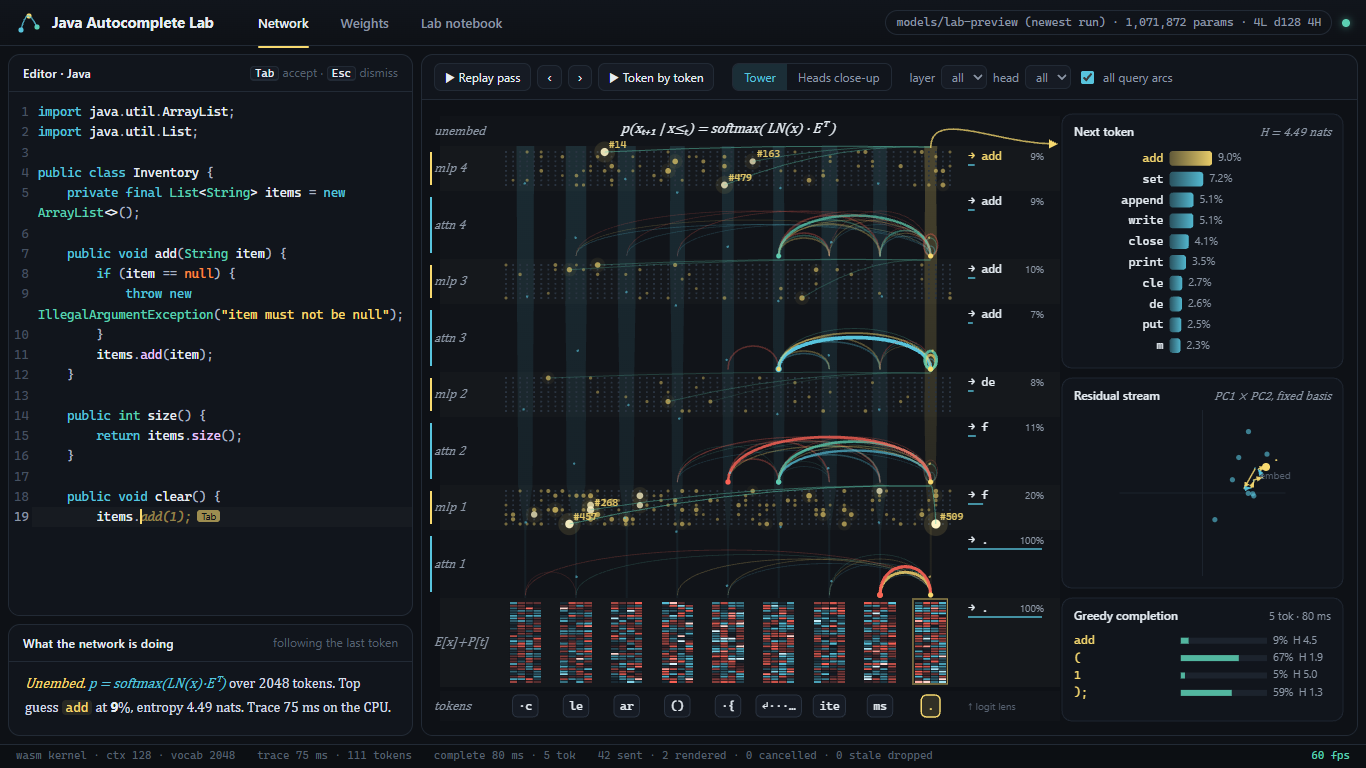 Java Autocomplete Lab
Network
Weights
Lab notebook
models/lab-preview (newest run) · 1,071,872 params · 4L d128 4H
Editor · Java
Tab accept · Esc dismiss
1 import java.util.ArrayList;
2 import java.util.List;
3
4 public class Inventory {
5     private final List<String> items = new
ArrayList<>();
6
7     public void add(String item) {
8         if (item == null) {
9             throw new
IllegalArgumentException("item must not be null");
10         }
11         items.add(item);
12     }
13
14     public int size() {
15         return items.size();
16     }
17
18     public void clear() {
19         items.add(1); Tab
What the network is doing
following the last token
Unembed. p = softmax(LN(x)·Eᵀ) over 2048 tokens. Top
guess add at 9%, entropy 4.49 nats. Trace 75 ms on the CPU.
▶ Replay pass
‹
›
▶ Token by token
Tower
Heads close-up
layer all
head all
all query arcs
unembed
p(xₜ₊₁ | x≤ₜ) = softmax( LN(x) · Eᵀ )
#14
#163
#479
mlp 4
→ add 9%
attn 4
→ add 9%
mlp 3
→ add 10%
attn 3
→ add 7%
mlp 2
→ de 8%
attn 2
→ f 11%
mlp 1
#268
#457
#509
→ f 20%
attn 1
→ . 100%
E[x]+P[t]
→ . 100%
tokens
·c
le
ar
()
·{
↵·-…
ite
ms
.
↑ logit lens
Next token
H = 4.49 nats
add 9.0%
set 7.2%
append 5.1%
write 5.1%
close 4.1%
print 3.5%
cle 2.7%
de 2.6%
put 2.5%
m 2.3%
Residual stream
PC1 × PC2, fixed basis
embed
Greedy completion
5 tok · 80 ms
add 9% H 4.5
( 67% H 1.9
1 5% H 5.0
); 59% H 1.3
wasm kernel · ctx 128 · vocab 2048
trace 75 ms · 111 tokens
complete 80 ms · 5 tok
42 sent · 2 rendered · 0 cancelled · 0 stale dropped
60 fps